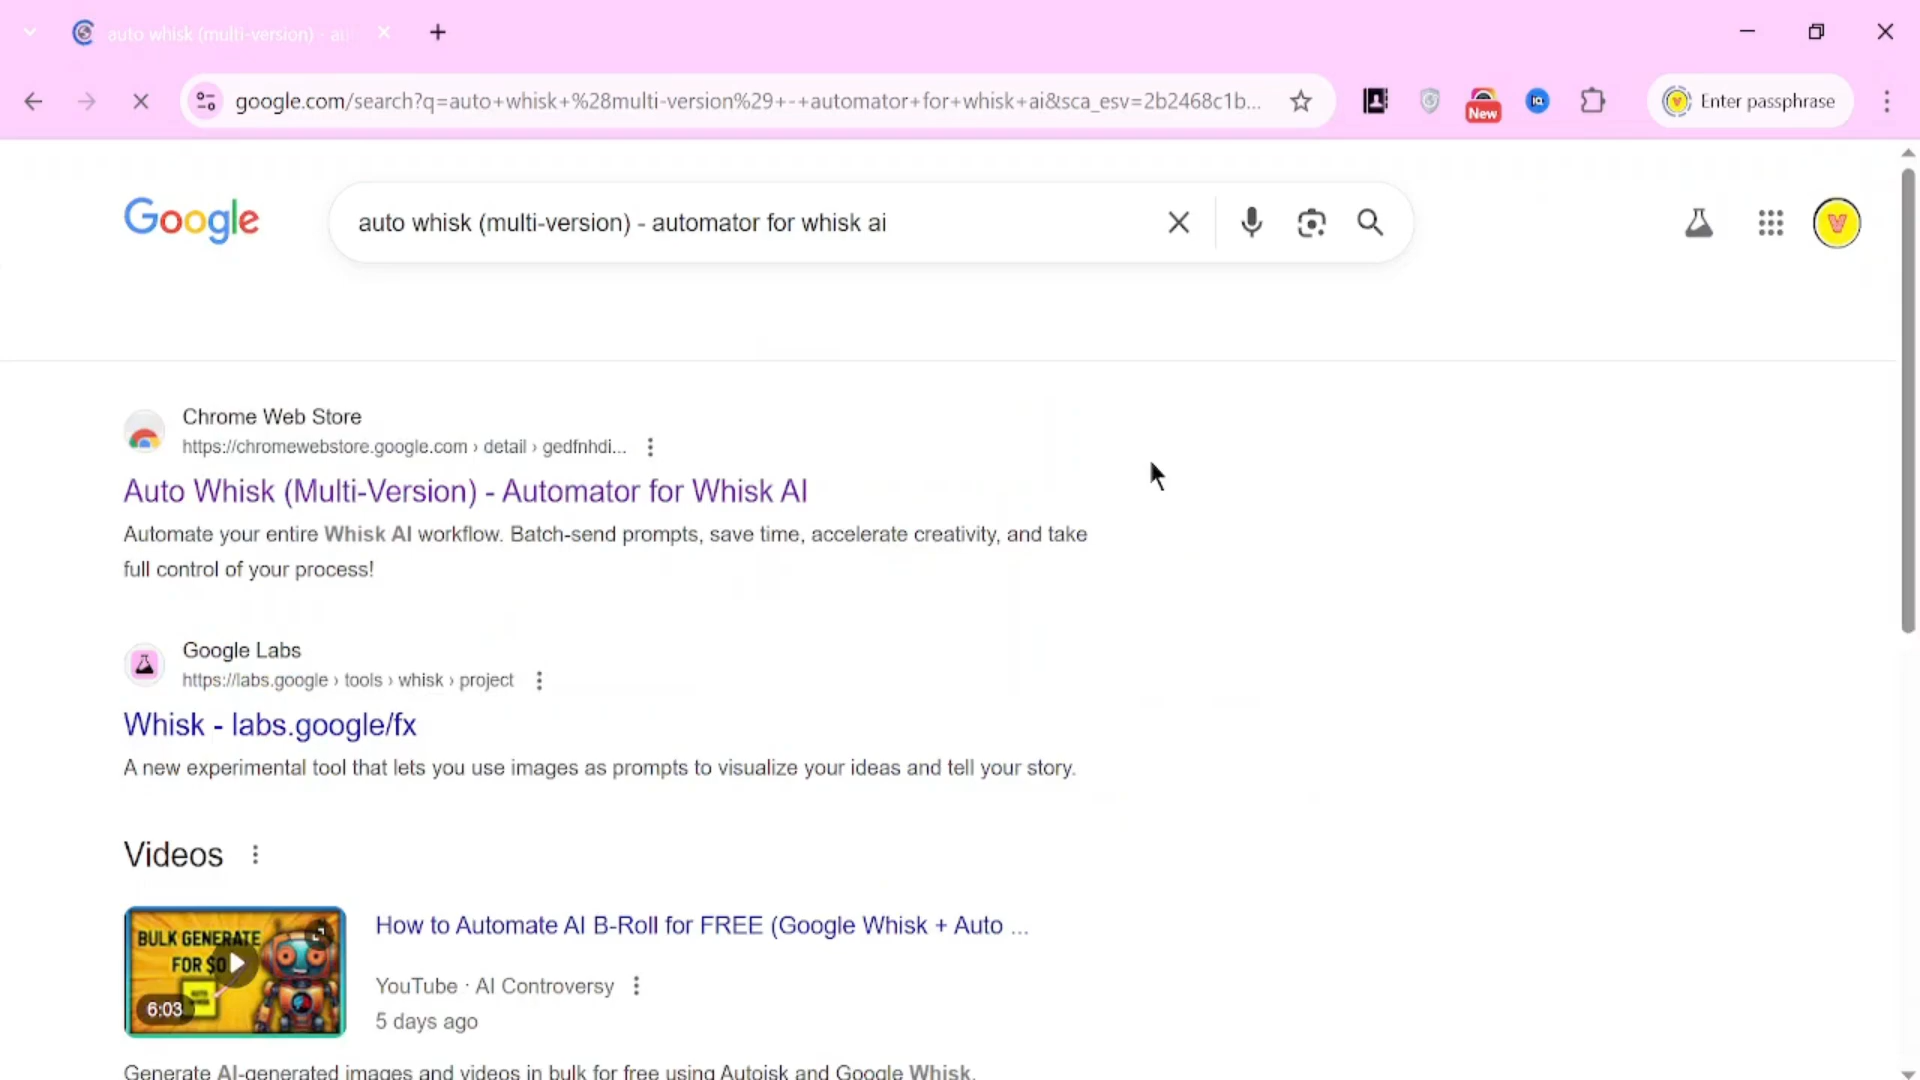 auto whisk (multi-version) - au
google.com/search?q=auto+whisk+%28multi-version%29+-+automator+for+whisk+ai&sca_esv=2b2468c1b...
New
IQ
Enter passphrase
Google
auto whisk (multi-version) - automator for whisk ai
Chrome Web Store
https://chromewebstore.google.com › detail › gedfnhdi...
Auto Whisk (Multi-Version) - Automator for Whisk AI
Automate your entire Whisk AI workflow. Batch-send prompts, save time, accelerate creativity, and take
full control of your process!
Google Labs
https://labs.google › tools › whisk › project
Whisk - labs.google/fx
A new experimental tool that lets you use images as prompts to visualize your ideas and tell your story.
Videos
BULK GENERATE
FOR $0
AUTO
WHISK
6:03
How to Automate AI B-Roll for FREE (Google Whisk + Auto ...
YouTube · AI Controversy
5 days ago
Generate AI-generated images and videos in bulk for free using Autoisk and Google Whisk.